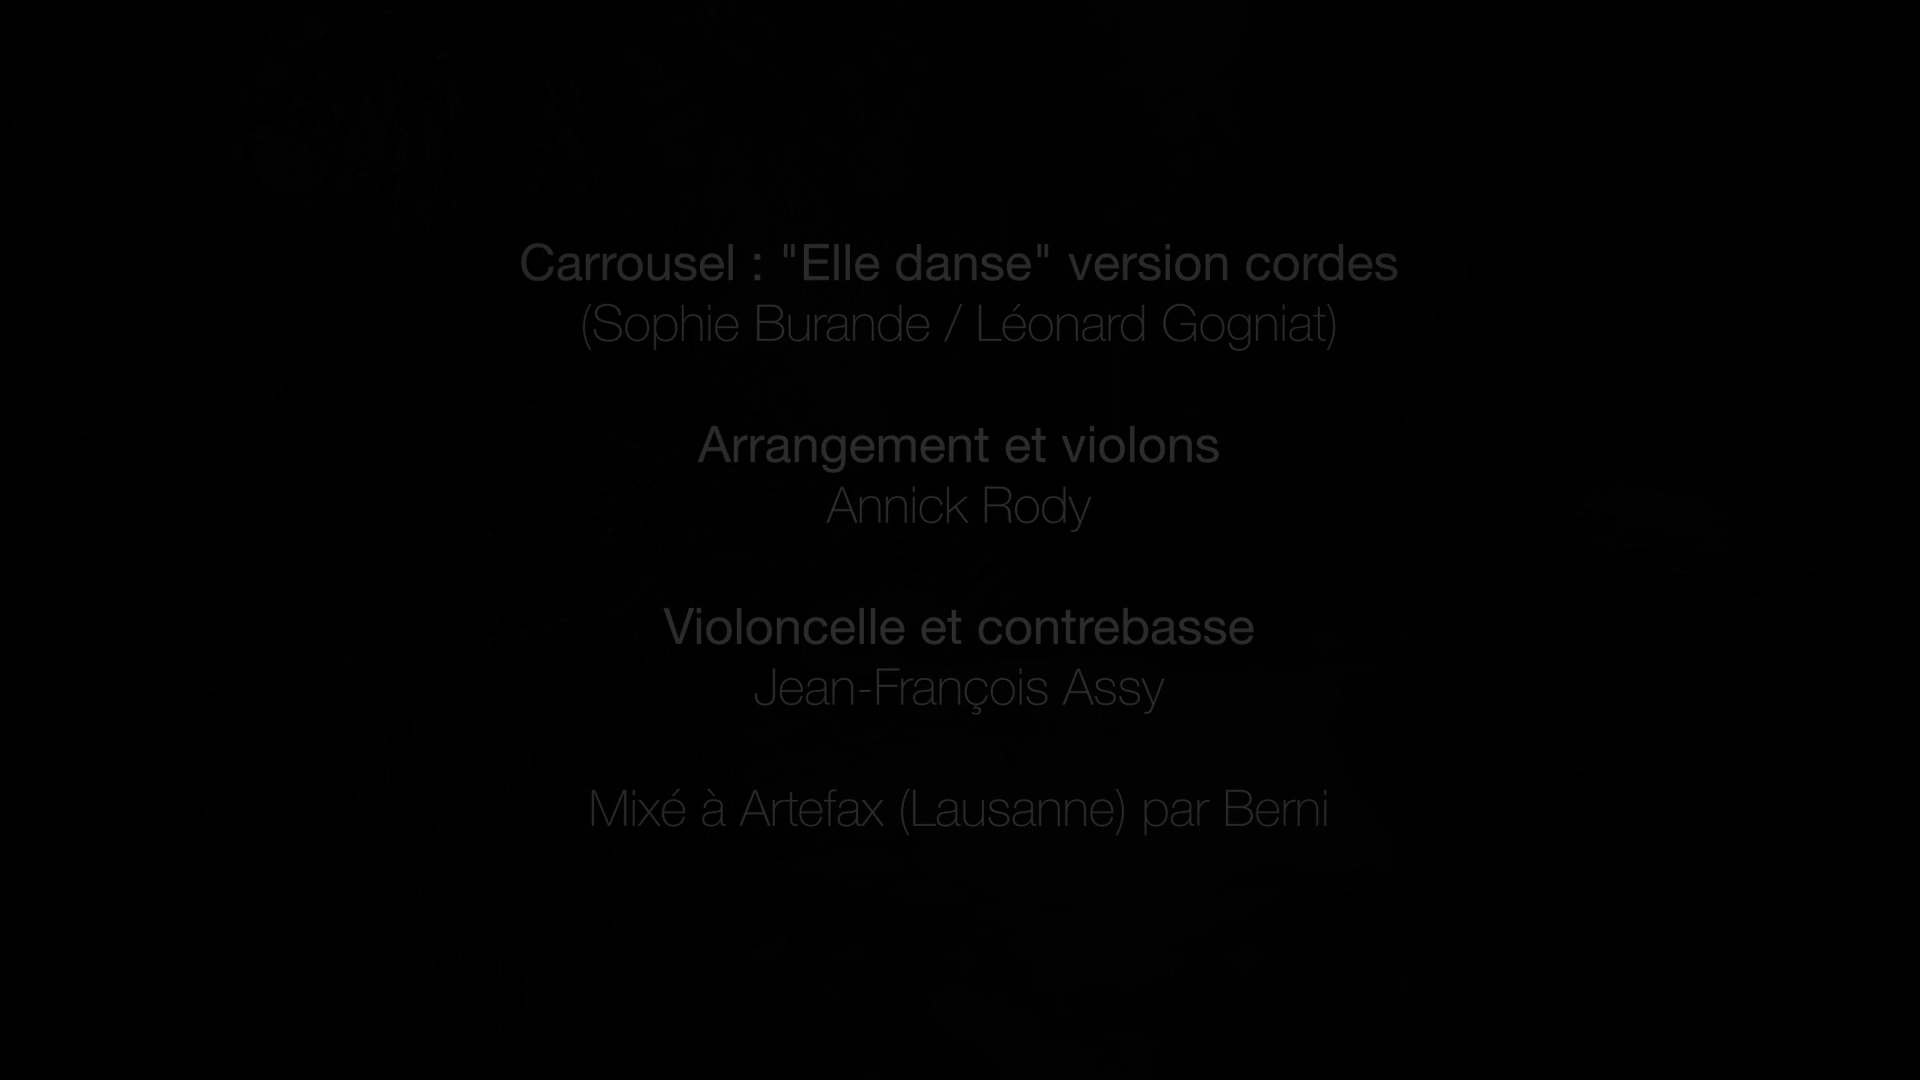 Carrousel : "Elle danse" version cordes
(Sophie Burande / Léonard Gogniat)
Arrangement et violons
Annick Rody
Violoncelle et contrebasse
Jean-François Assy
Mixé à Artefax (Lausanne) par Berni